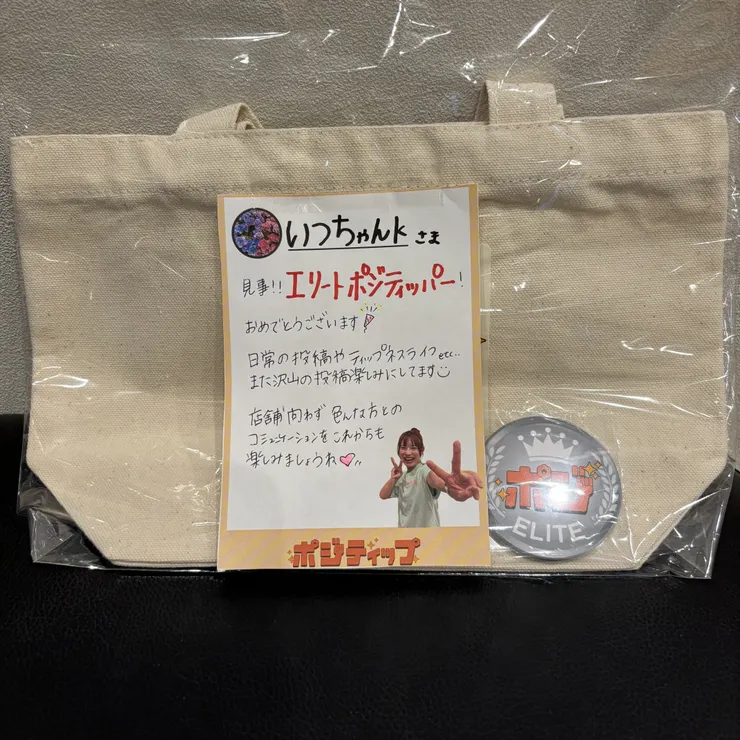 いっちゃんk さま
見事!! エリートポジティッパー!
おめでとうございます
日常の投稿や ティップネスライフetc..
また沢山の投稿楽しみにしてます
店舗問わず 色んな方との
コミュニケーションをこれからも
楽しみましょうね
ポジティップ
ポジ
ELITE